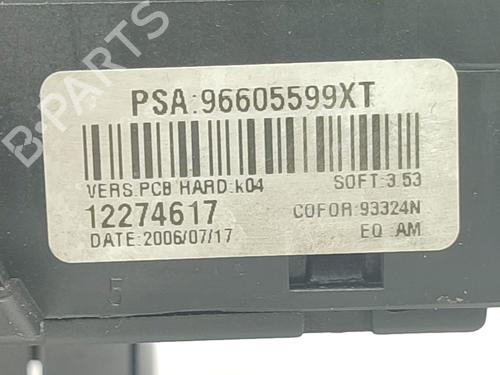 PSA:96605599XT
VERS.PCB HARD:k04 SOFT:3.53
12274617 COFOR:93324N
DATE:2006/07/17 EQ:AM
5
B-PARTS